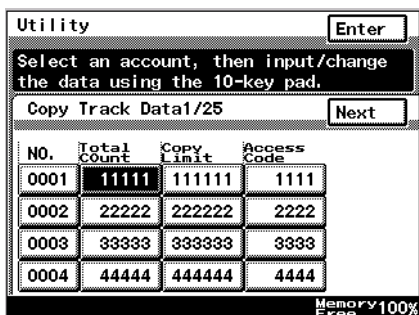 Utility Enter
Select an account, then input/change
the data using the 10-key pad.
Copy Track Data1/25 Next
NO. Total COunt Copy Limit Access Code
0001 11111 111111 1111
0002 22222 222222 2222
0003 33333 333333 3333
0004 44444 444444 4444
Memory Free 100%